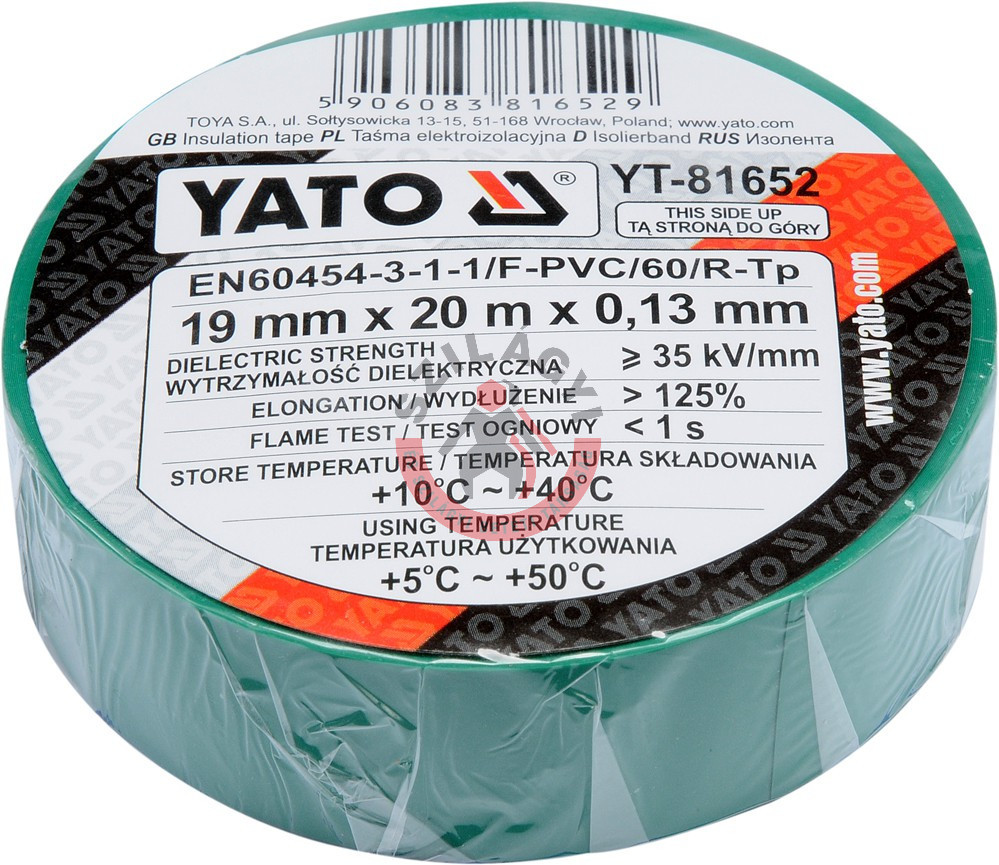 5 906083 816529
TOYA S.A., ul. Sołtysowicka 13-15, 51-168 Wrocław, Poland; www.yato.com
GB Insulation tape PL Taśma elektroizolacyjna D Isolierband RUS Изолента
YATO ®
YT-81652
THIS SIDE UP
TĄ STRONĄ DO GÓRY
EN60454-3-1-1/F-PVC/60/R-Tp
19 mm x 20 m x 0,13 mm
DIELECTRIC STRENGTH
WYTRZYMAŁOŚĆ DIELEKTRYCZNA
≥ 35 kV/mm
ELONGATION / WYDŁUŻENIE > 125%
FLAME TEST / TEST OGNIOWY < 1 s
STORE TEMPERATURE / TEMPERATURA SKŁADOWANIA
+10°C ~ +40°C
USING TEMPERATURE
TEMPERATURA UŻYTKOWANIA
+5°C ~ +50°C
www.yato.com
SZILÁGYI